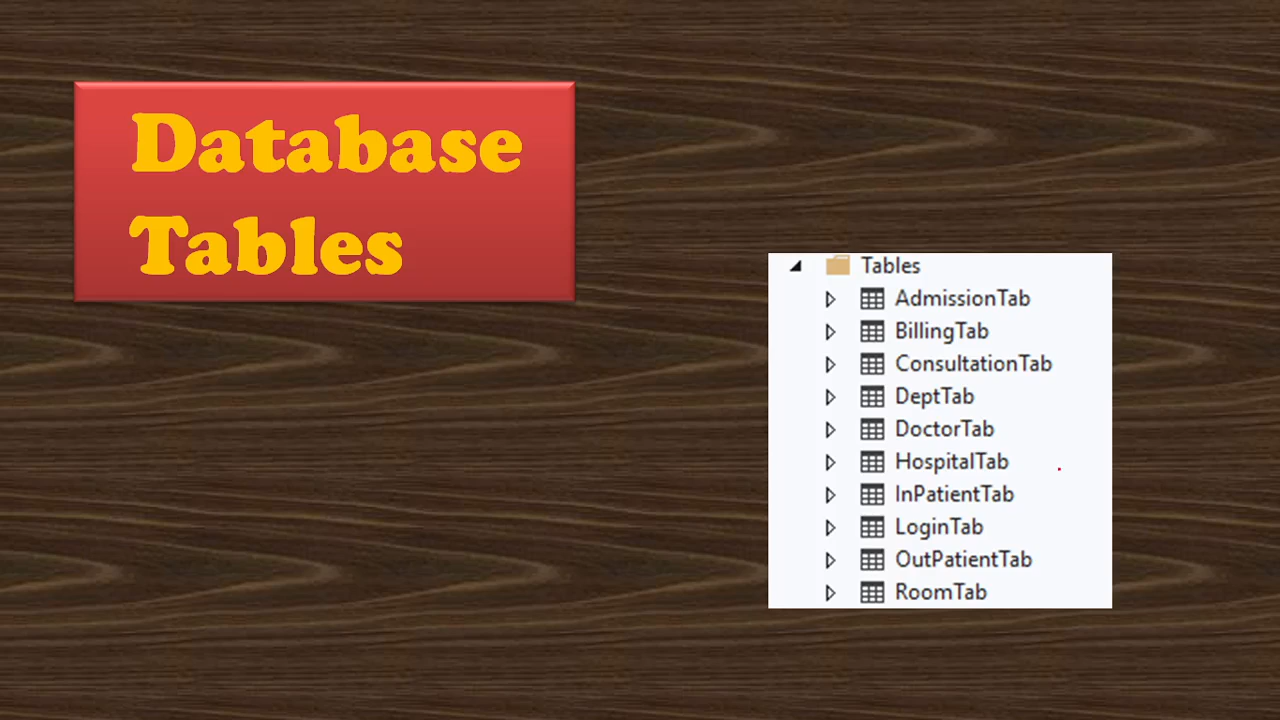 Database
Tables
Tables
AdmissionTab
BillingTab
ConsultationTab
DeptTab
DoctorTab
HospitalTab
InPatientTab
LoginTab
OutPatientTab
RoomTab